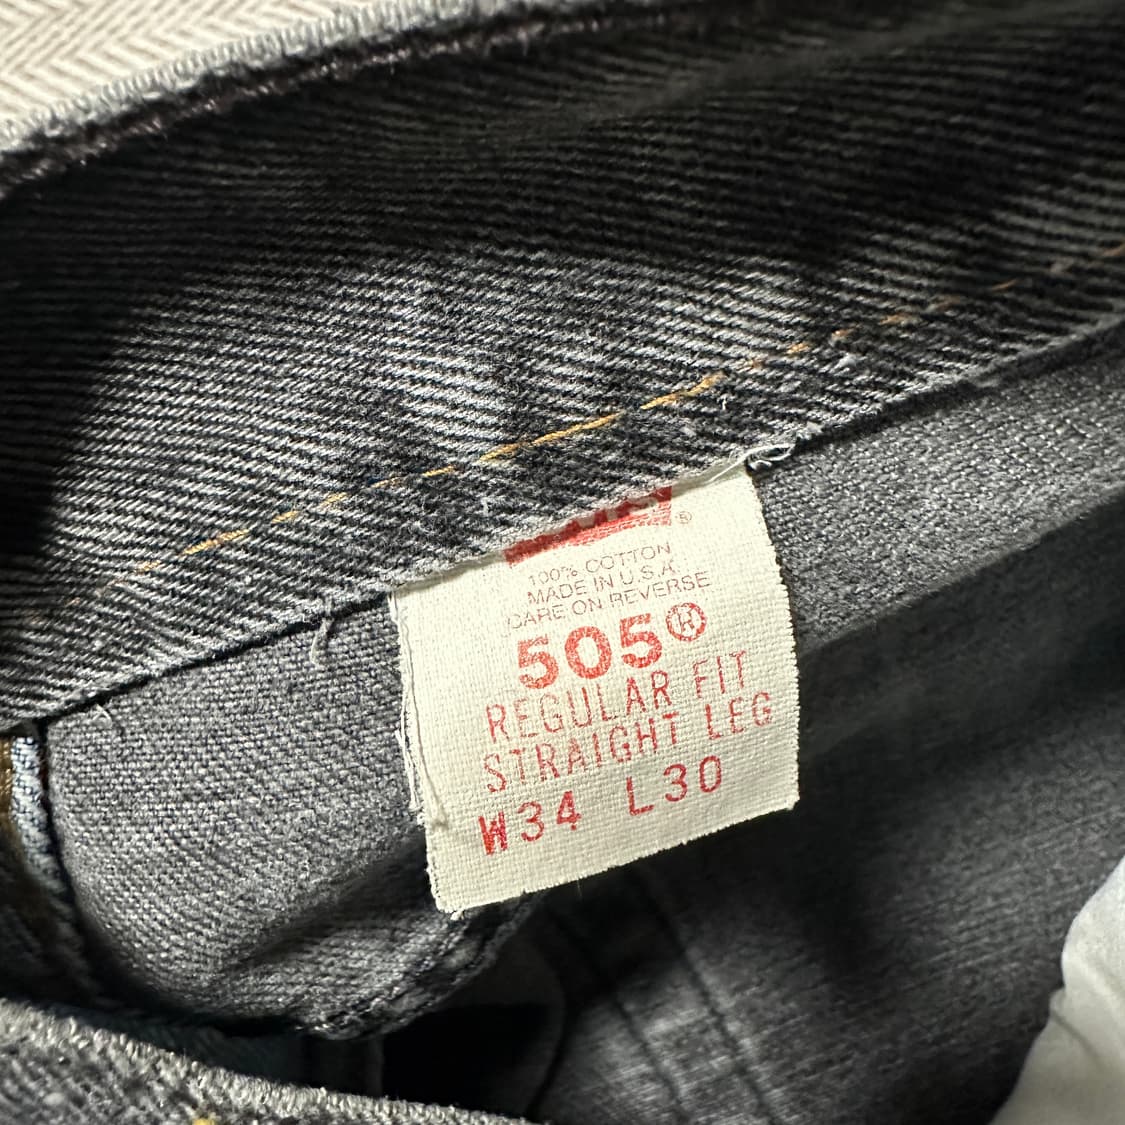 ®
100% COTTON
MADE IN U.S.A.
CARE ON REVERSE
505®
REGULAR FIT
STRAIGHT LEG
W34 L30